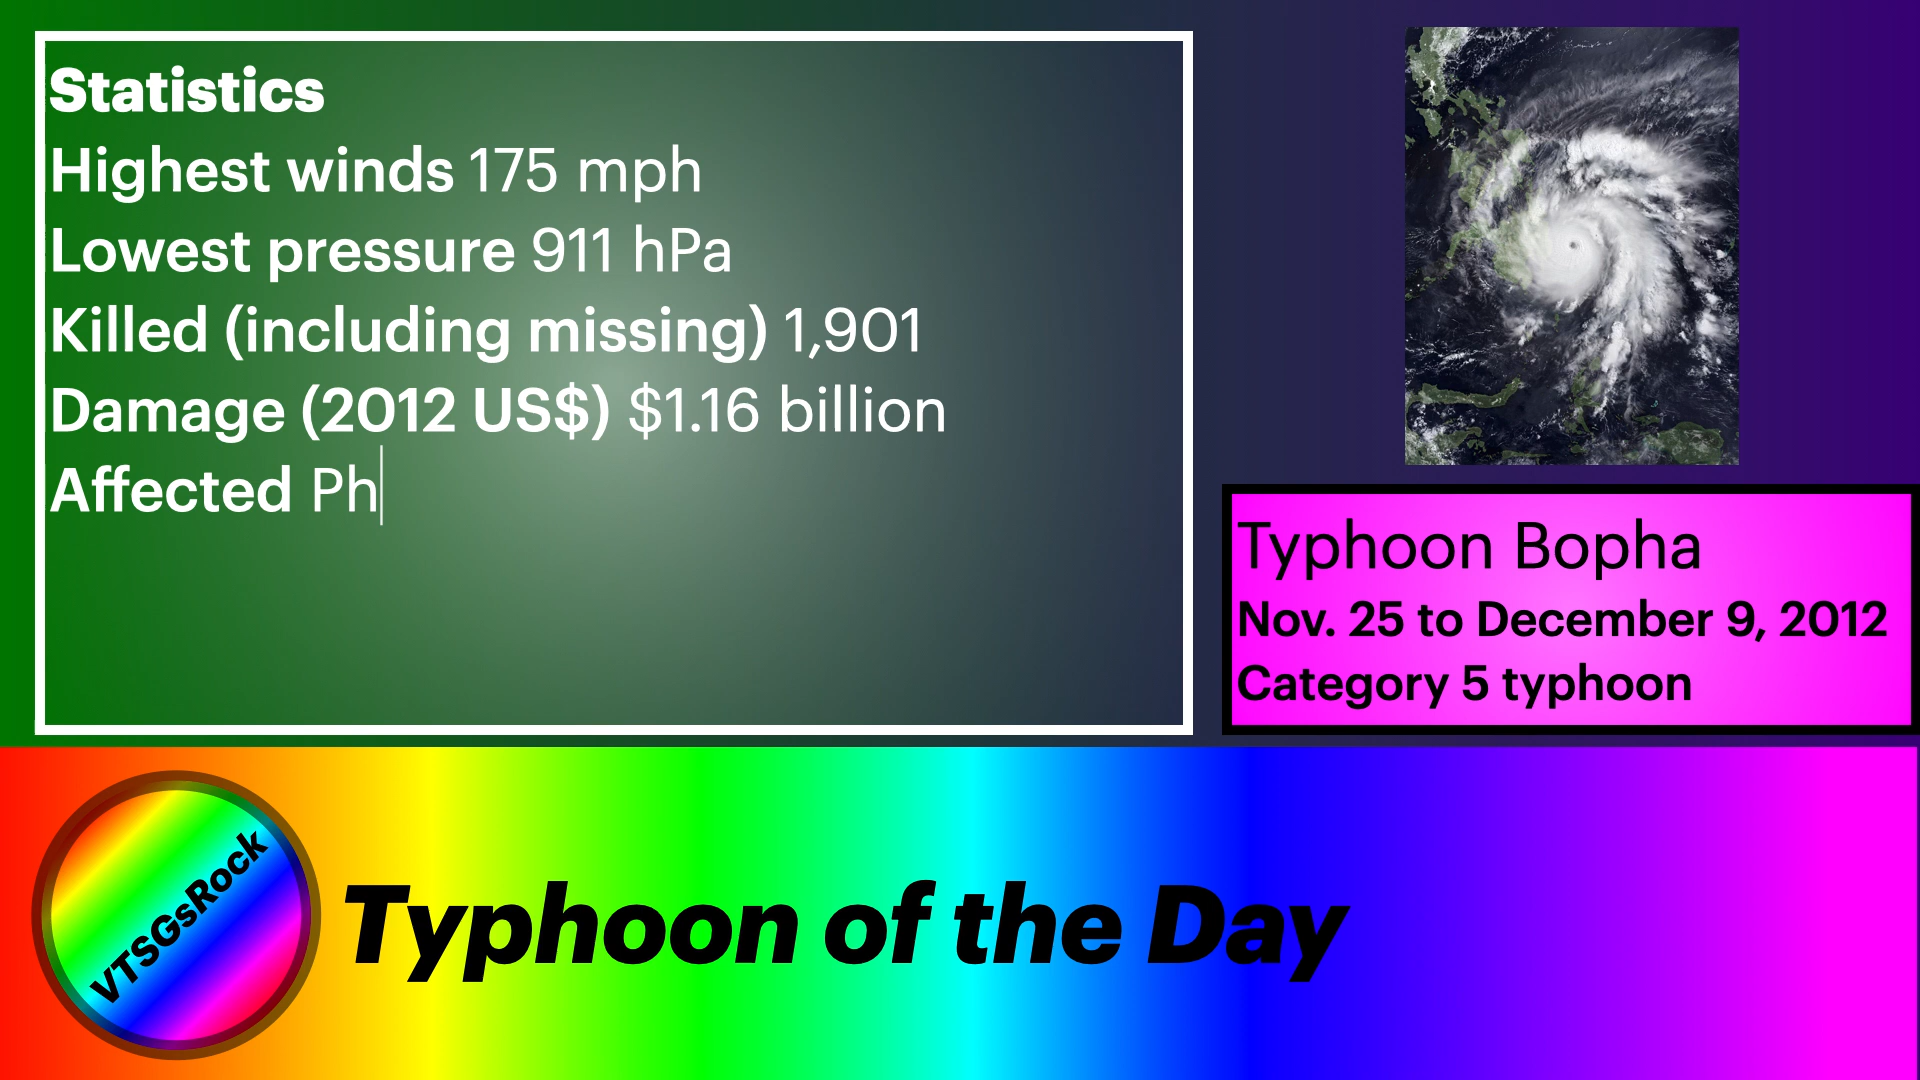 Statistics
Highest winds 175 mph
Lowest pressure 911 hPa
Killed (including missing) 1,901
Damage (2012 US$) $1.16 billion
Affected Ph
Typhoon Bopha
Nov. 25 to December 9, 2012
Category 5 typhoon
VTSGsRock
Typhoon of the Day